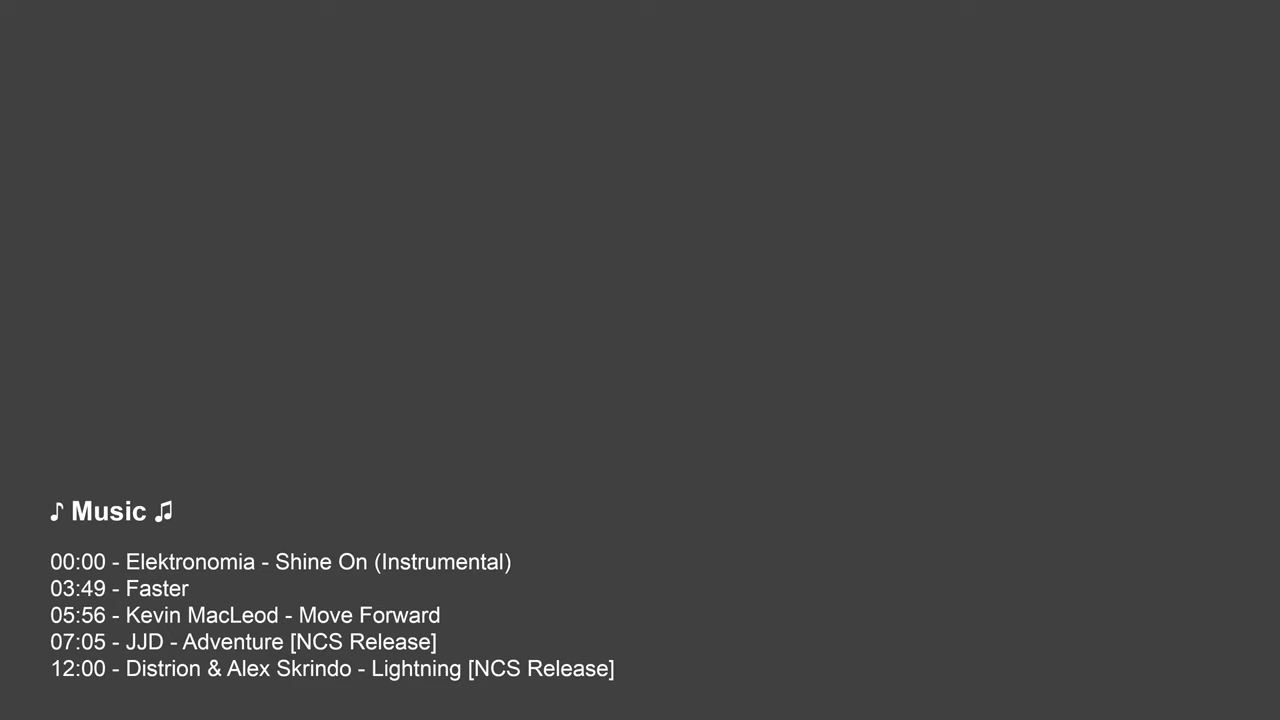 ♪ Music ♫
00:00 - Elektronomia - Shine On (Instrumental)
03:49 - Faster
05:56 - Kevin MacLeod - Move Forward
07:05 - JJD - Adventure [NCS Release]
12:00 - Distrion & Alex Skrindo - Lightning [NCS Release]